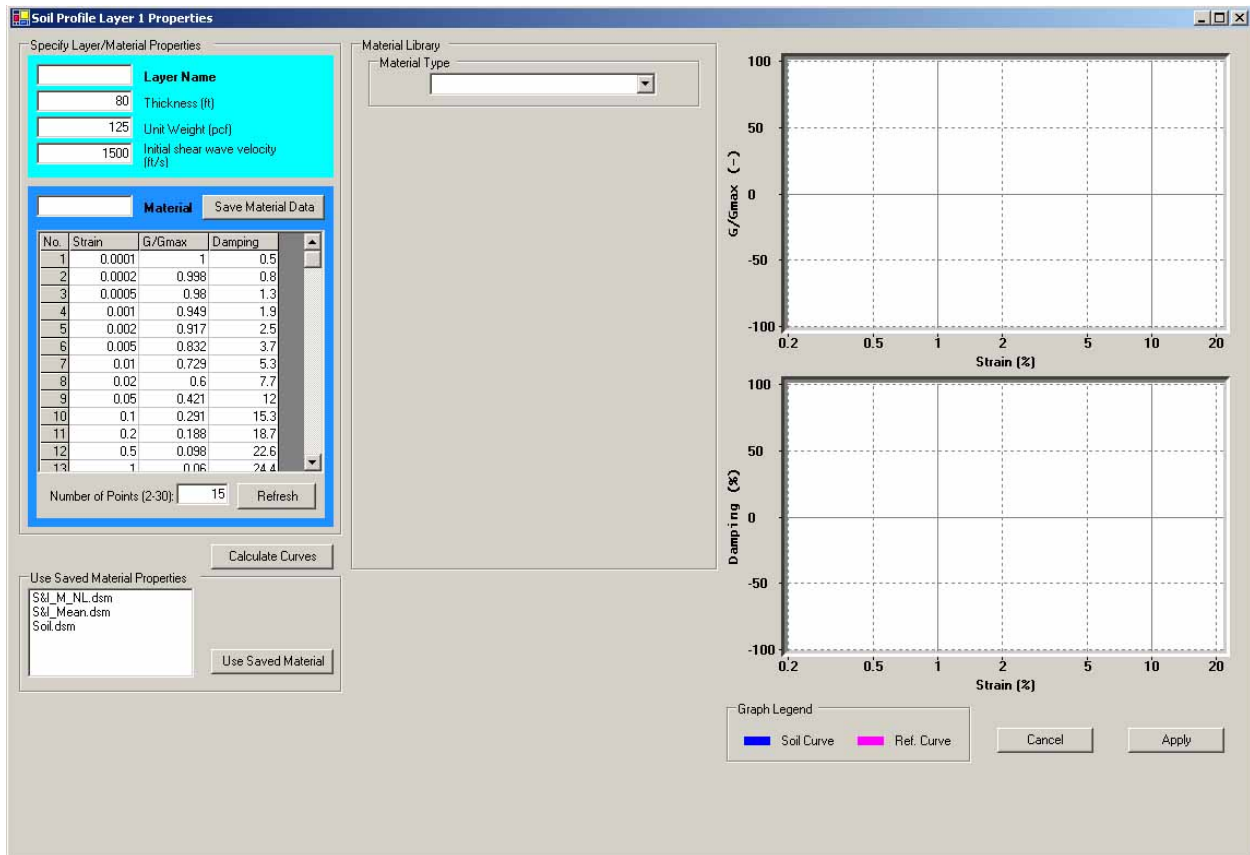 Soil Profile Layer 1 Properties
Specify Layer/Material Properties
Layer Name
80 Thickness (ft)
125 Unit Weight (pcf)
1500 Initial shear wave velocity
(ft/s)
Material Save Material Data
No. Strain G/Gmax Damping
1 0.0001 1 0.5
2 0.0002 0.998 0.8
3 0.0005 0.98 1.3
4 0.001 0.949 1.9
5 0.002 0.917 2.5
6 0.005 0.832 3.7
7 0.01 0.729 5.3
8 0.02 0.6 7.7
9 0.05 0.421 12
10 0.1 0.291 15.3
11 0.2 0.188 18.7
12 0.5 0.098 22.6
13 1 0.06 24.4
Number of Points (2-30): 15 Refresh
Calculate Curves
Use Saved Material Properties
S&I_M_NL.dsm
S&I_Mean.dsm
Soil.dsm
Use Saved Material
Material Library
Material Type
100
50
0
-50
-100
G/Gmax (-)
0.2 0.5 1 2 5 10 20
Strain (%)
100
50
0
-50
-100
Damping (%)
0.2 0.5 1 2 5 10 20
Strain (%)
Graph Legend
Soil Curve Ref. Curve
Cancel Apply